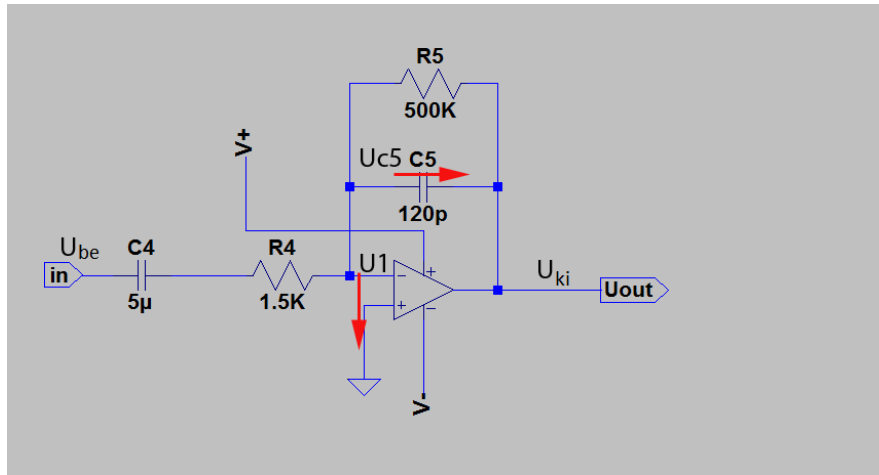 R5
500K
V+
Uc5 C5
120p
Ube C4 R4 U1
in
− +
5µ 1.5K
+ −
Uki Uout
V-